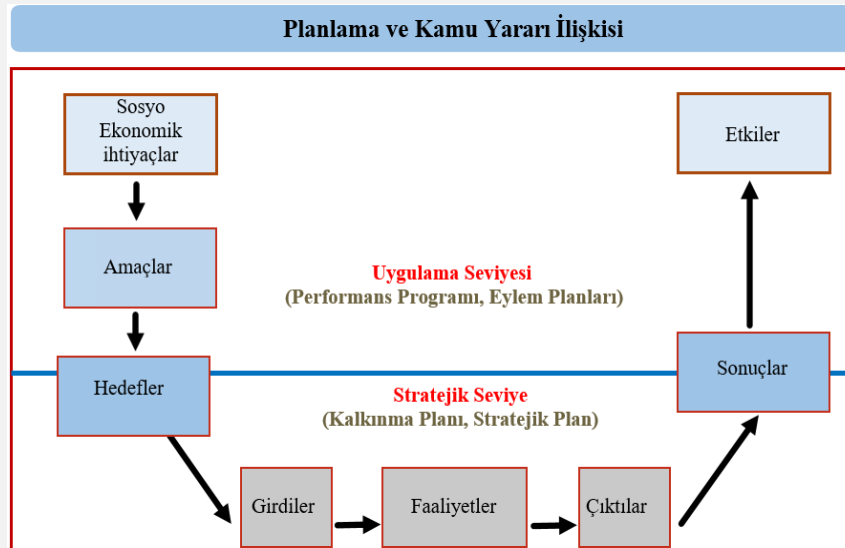 Planlama ve Kamu Yararı İlişkisi
Sosyo
Ekonomik
ihtiyaçlar
Etkiler
Amaçlar
Uygulama Seviyesi
(Performans Programı, Eylem Planları)
Hedefler
Sonuçlar
Stratejik Seviye
(Kalkınma Planı, Stratejik Plan)
Girdiler
Faaliyetler
Çıktılar